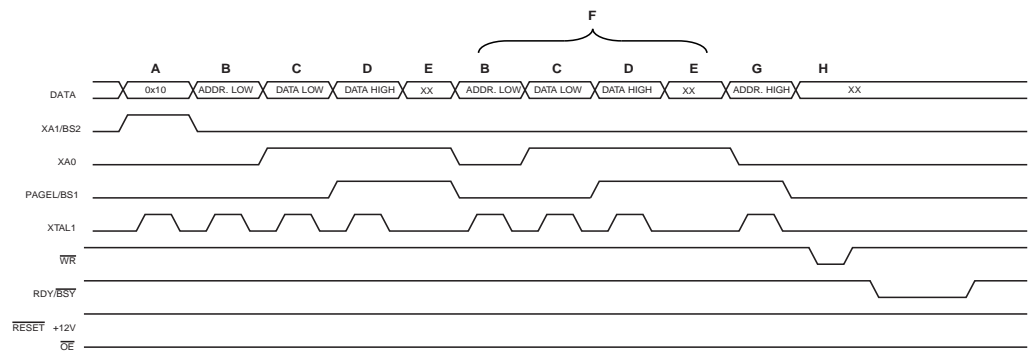 F
A B C D E B C D E G H
DATA 0x10 ADDR. LOW DATA LOW DATA HIGH XX ADDR. LOW DATA LOW DATA HIGH XX ADDR. HIGH XX
XA1/BS2
XA0
PAGEL/BS1
XTAL1
WR
RDY/BSY
RESET +12V
OE